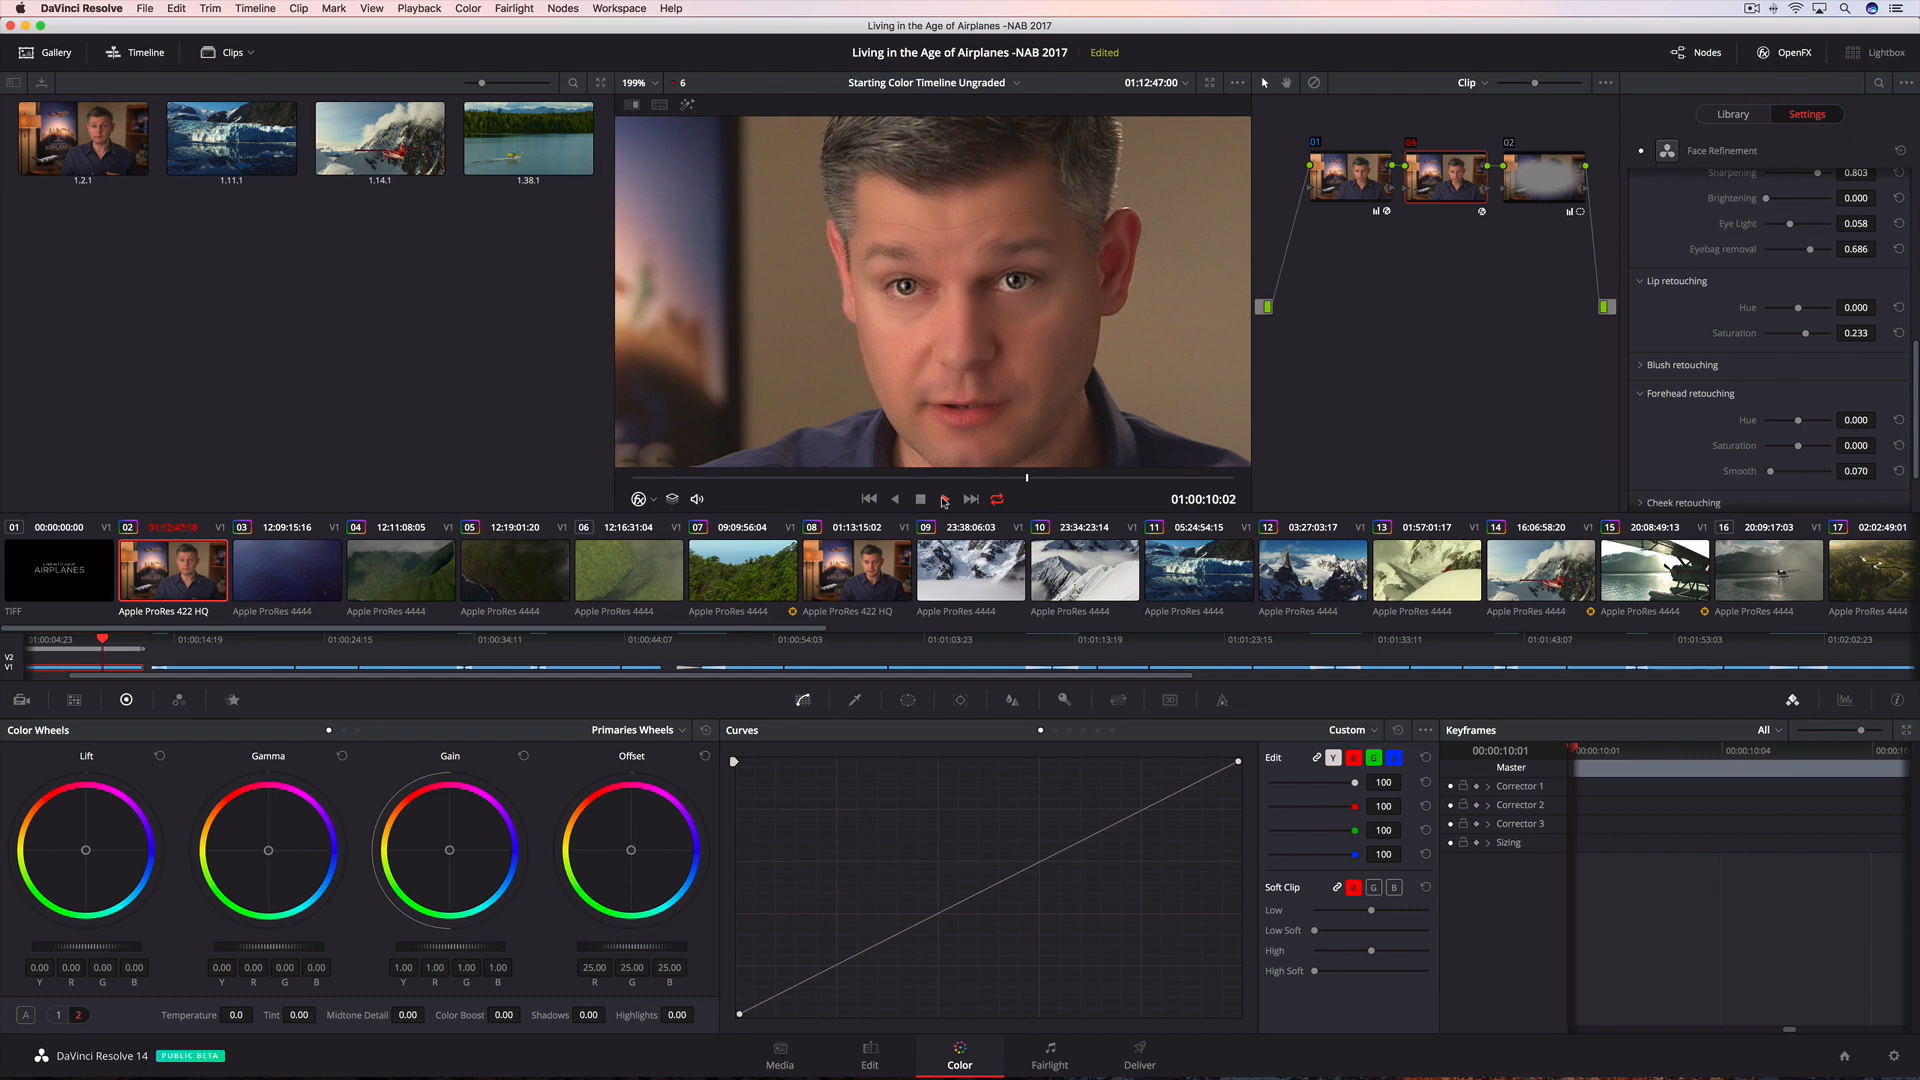 DaVinci Resolve File Edit Trim Timeline Clip Mark View Playback Color Fairlight Nodes Workspace Help
Living in the Age of Airplanes -NAB 2017
Gallery Timeline Clips Living in the Age of Airplanes -NAB 2017 Edited Nodes OpenFX Lightbox
199% 6 Starting Color Timeline Ungraded 01:12:47:00 Clip
Library Settings
Face Refinement
Sharpening 0.803
Brightening 0.000
Eye Light 0.058
Eyebag removal 0.686
Lip retouching
Hue 0.000
Saturation 0.233
Blush retouching
Forehead retouching
Hue 0.000
Saturation 0.000
Smooth 0.070
Cheek retouching
1.2.1 1.11.1 1.14.1 1.38.1
01 03 02
01:00:10:02
01 00:00:00:00 V1 02 01:12:47:18 V1 03 12:09:15:16 V1 04 12:11:08:05 V1 05 12:19:01:20 V1 06 12:16:31:04 V1 07 09:09:56:04 V1 08 01:13:15:02 V1 09 23:38:06:03 V1 10 23:34:23:14 V1 11 05:24:54:15 V1 12 03:27:03:17 V1 13 01:57:01:17 V1 14 16:06:58:20 V1 15 20:08:49:13 V1 16 20:09:17:03 V1 17 02:02:49:01
AIRPLANES
TIFF Apple ProRes 422 HQ Apple ProRes 4444 Apple ProRes 4444 Apple ProRes 4444 Apple ProRes 4444 Apple ProRes 4444 Apple ProRes 422 HQ Apple ProRes 4444 Apple ProRes 4444 Apple ProRes 4444 Apple ProRes 4444 Apple ProRes 4444 Apple ProRes 4444 Apple ProRes 4444 Apple ProRes 4444 Apple ProRes 4444
01:00:04:23 01:00:14:19 01:00:24:15 01:00:34:11 01:00:44:07 01:00:54:03 01:01:03:23 01:01:13:19 01:01:23:15 01:01:33:11 01:01:43:07 01:01:53:03 01:02:02:23
V2
V1
Color Wheels Primaries Wheels Curves Custom Keyframes All
Lift Gamma Gain Offset
0.00 0.00 0.00 0.00 0.00 0.00 0.00 0.00 1.00 1.00 1.00 1.00 25.00 25.00 25.00
Y R G B Y R G B Y R G B R G B
A 1 2 Temperature 0.0 Tint 0.00 Midtone Detail 0.00 Color Boost 0.00 Shadows 0.00 Highlights 0.00
Edit Y R G B
100
100
100
100
Soft Clip R G B
Low
Low Soft
High
High Soft
00:00:10:01 00:00:10:01 00:00:10:04 00:00:10
Master
Corrector 1
Corrector 2
Corrector 3
Sizing
DaVinci Resolve 14 PUBLIC BETA Media Edit Color Fairlight Deliver